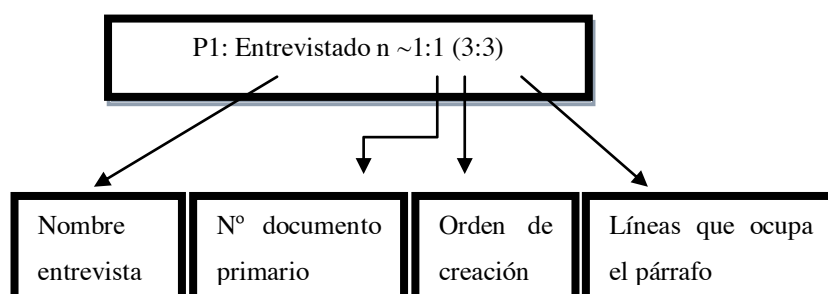 P1: Entrevistado n ~1:1 (3:3)
Nombre
entrevista
Nº documento
primario
Orden de
creación
Líneas que ocupa
el párrafo